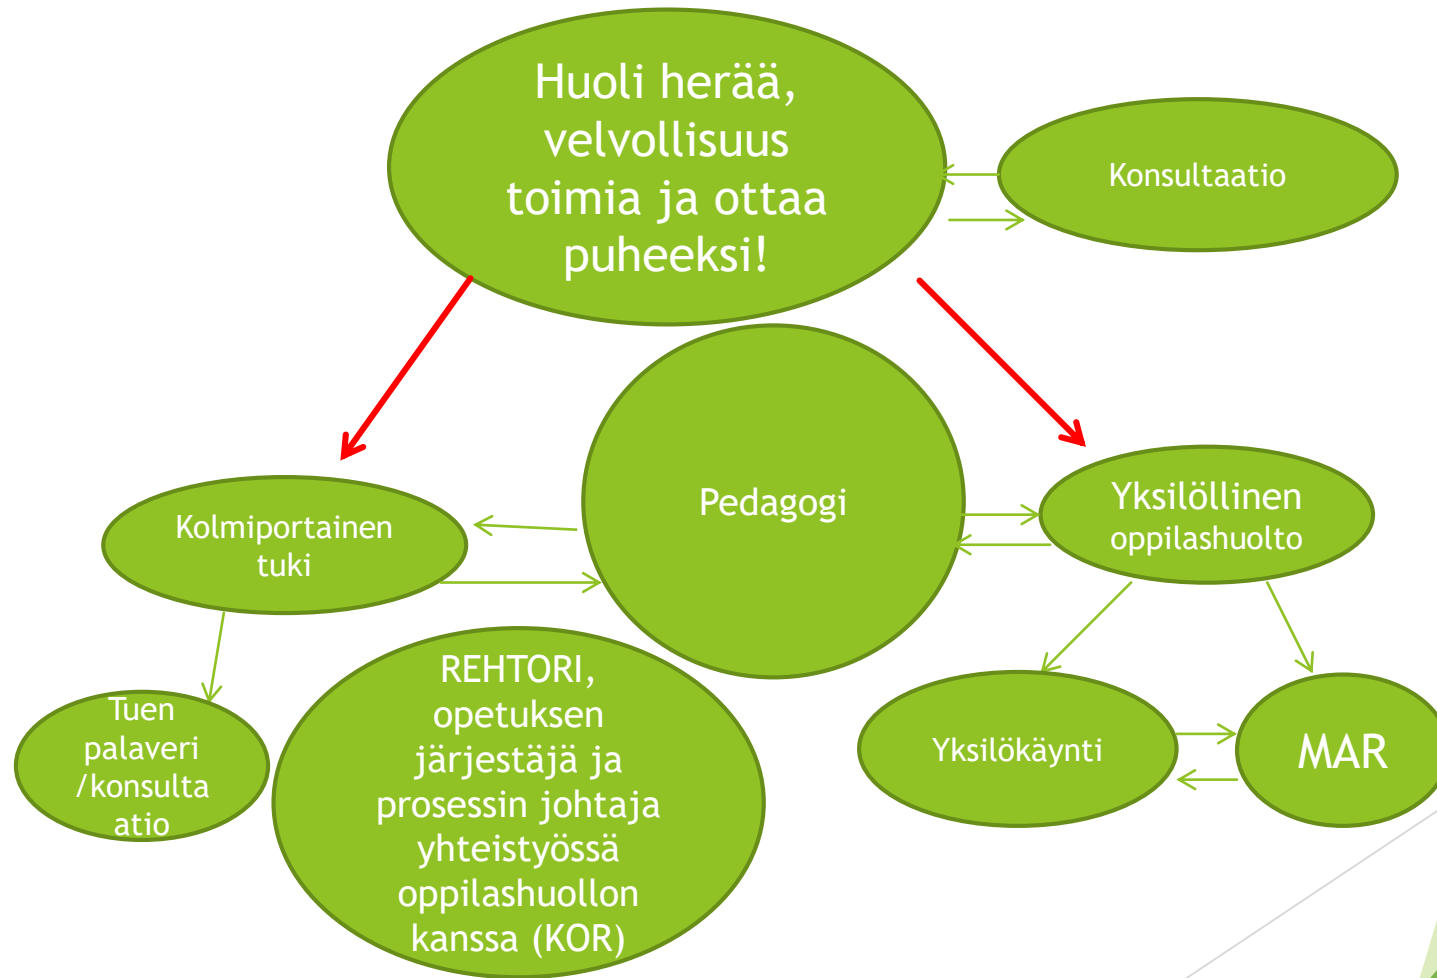 Huoli herää,
velvollisuus
toimia ja ottaa
puheeksi!
Konsultaatio
Pedagogi
Kolmiportainen
tuki
Yksilöllinen
oppilashuolto
Tuen
palaveri
/konsulta
atio
REHTORI,
opetuksen
järjestäjä ja
prosessin johtaja
yhteistyössä
oppilashuollon
kanssa (KOR)
Yksilökäynti
MAR